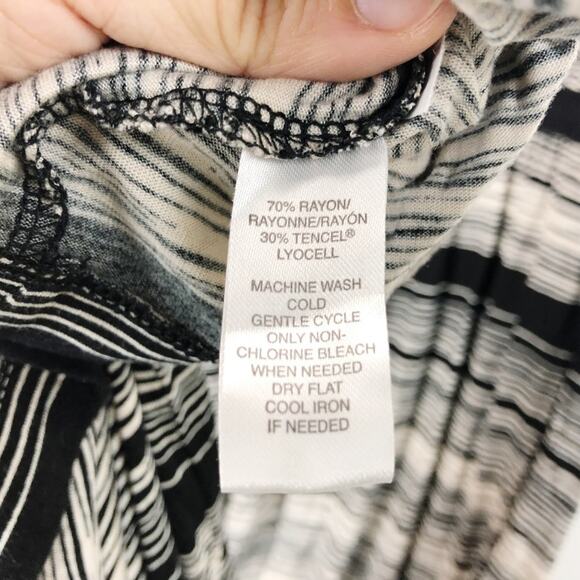 70% RAYON/
RAYONNE/RAYÓN
30% TENCEL®
LYOCELL
MACHINE WASH
COLD
GENTLE CYCLE
ONLY NON-
CHLORINE BLEACH
WHEN NEEDED
DRY FLAT
COOL IRON
IF NEEDED